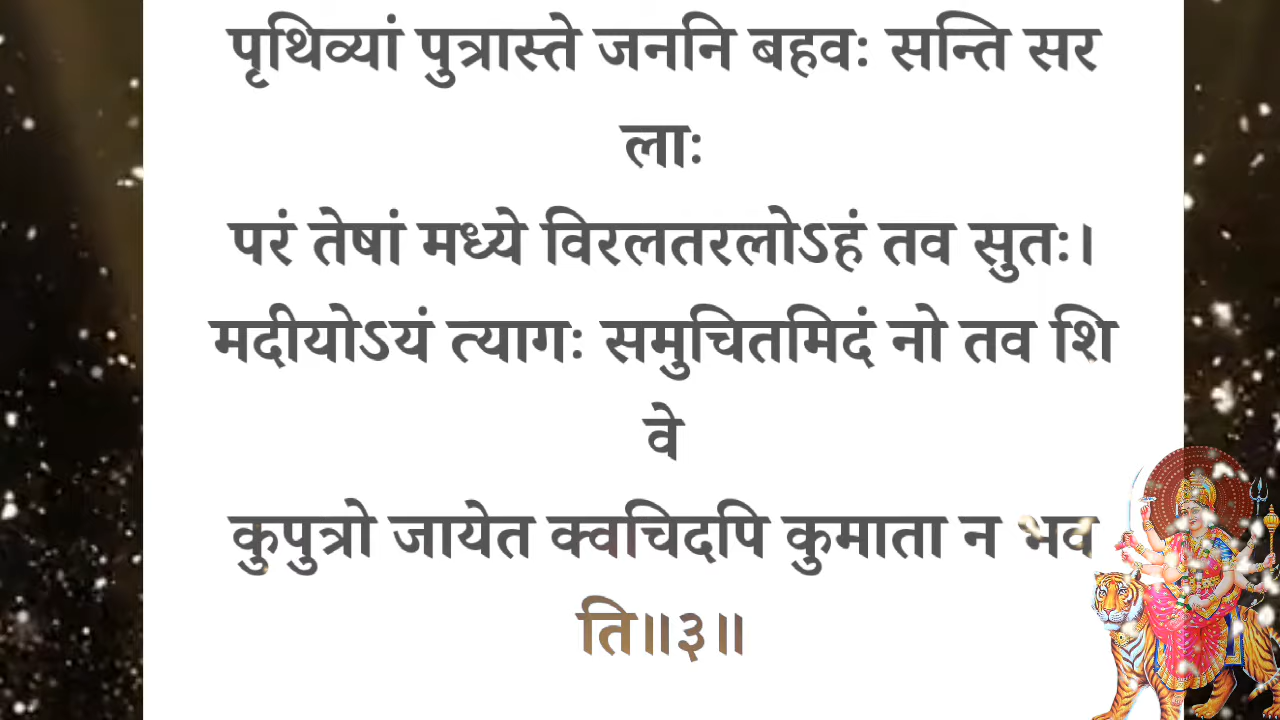 पृथिव्यां पुत्रास्ते जननि बहवः सन्ति सर
लाः
परं तेषां मध्ये विरलतरलोऽहं तव सुतः।
मदीयोऽयं त्यागः समुचितमिदं नो तव शि
वे
कुपुत्रो जायेत क्वचिदपि कुमाता न भव
ति॥३॥